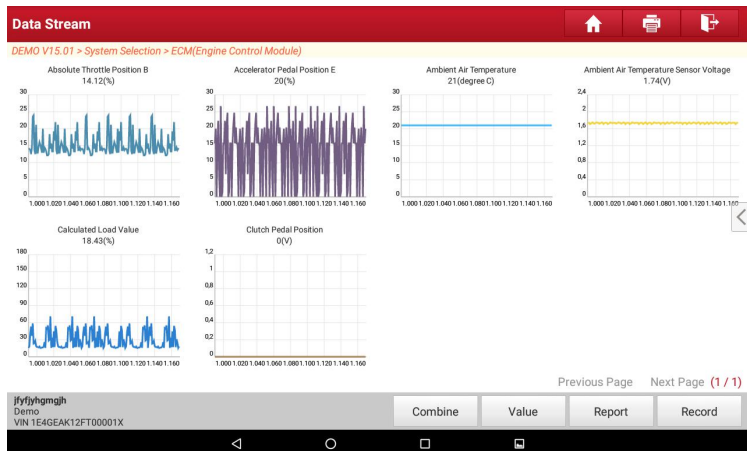 Data Stream
DEMO V15.01 > System Selection > ECM(Engine Control Module)
Absolute Throttle Position B
14.12(%)
30
25
20
15
10
5
0
1.000 1.020 1.040 1.060 1.080 1.100 1.120 1.140 1.160
Accelerator Pedal Position E
20(%)
30
25
20
15
10
5
0
1.000 1.020 1.040 1.060 1.080 1.100 1.120 1.140 1.160
Ambient Air Temperature
21(degree C)
30
25
20
15
10
5
0
1.000 1.020 1.040 1.060 1.080 1.100 1.120 1.140 1.160
Ambient Air Temperature Sensor Voltage
1.74(V)
2,4
2
1,6
1,2
0,8
0,4
0
1.000 1.020 1.040 1.060 1.080 1.100 1.120 1.140 1.160
Calculated Load Value
18.43(%)
180
150
120
90
60
30
0
1.000 1.020 1.040 1.060 1.080 1.100 1.120 1.140 1.160
Clutch Pedal Position
0(V)
1,2
1
0,8
0,6
0,4
0,2
0
1.000 1.020 1.040 1.060 1.080 1.100 1.120 1.140 1.160
Previous Page Next Page (1 / 1)
jfyfjyhgmgjh
Demo
VIN 1E4GEAK12FT00001X
Combine Value Report Record